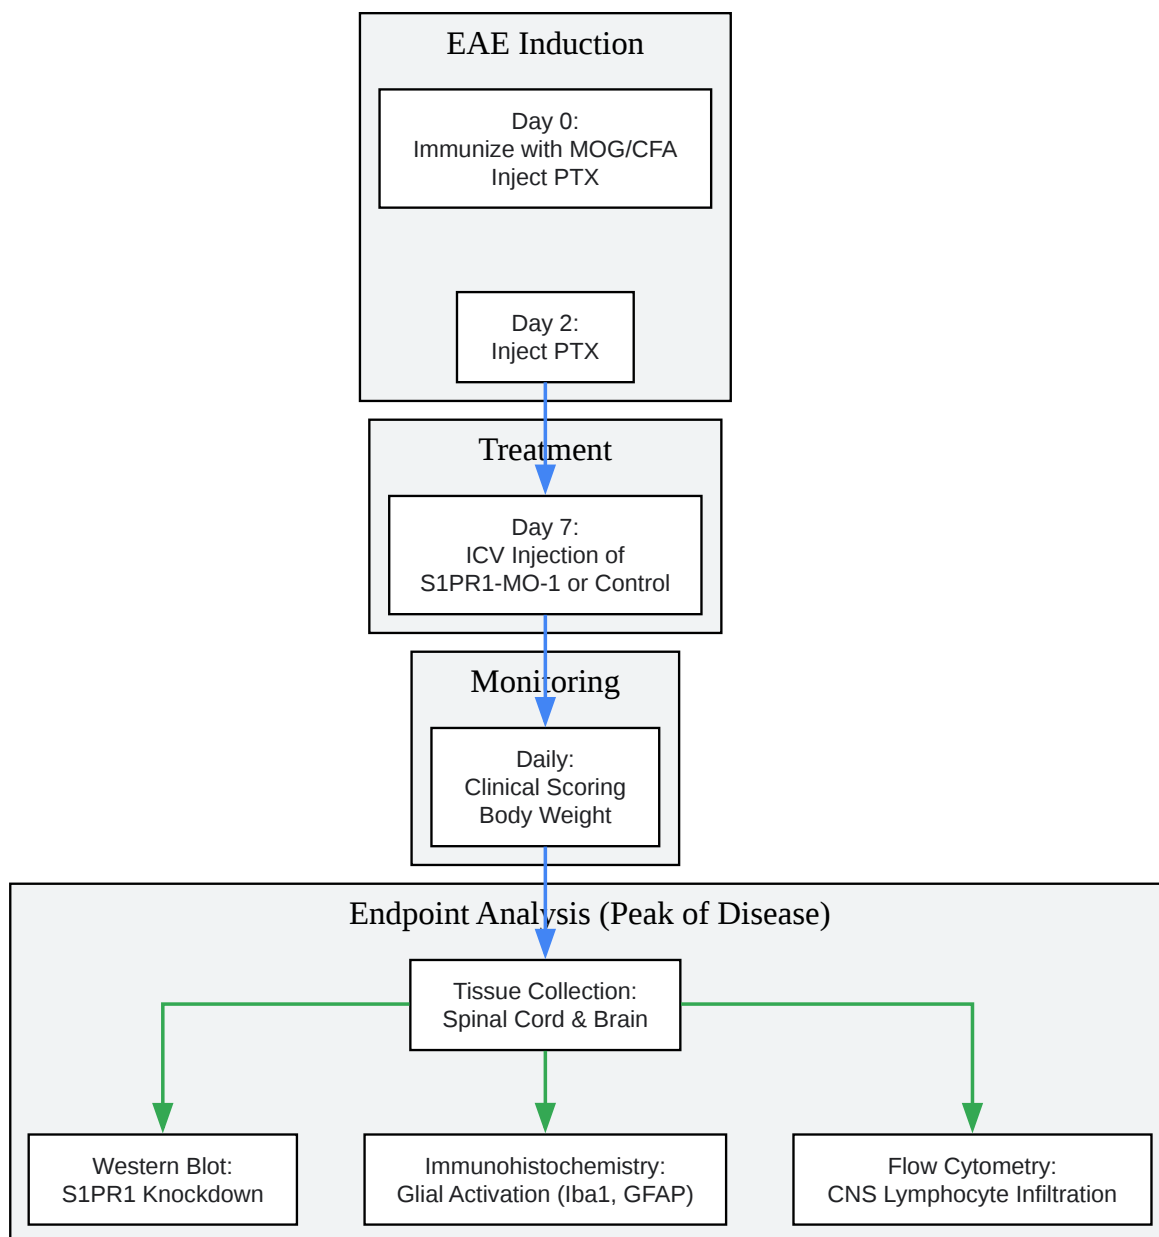 EAE Induction
Day 0:
Immunize with MOG/CFA
Inject PTX
Day 2:
Inject PTX
Treatment
Day 7:
ICV Injection of
S1PR1-MO-1 or Control
Monitoring
Daily:
Clinical Scoring
Body Weight
Endpoint Analysis (Peak of Disease)
Tissue Collection:
Spinal Cord & Brain
Western Blot:
S1PR1 Knockdown
Immunohistochemistry:
Glial Activation (Iba1, GFAP)
Flow Cytometry:
CNS Lymphocyte Infiltration